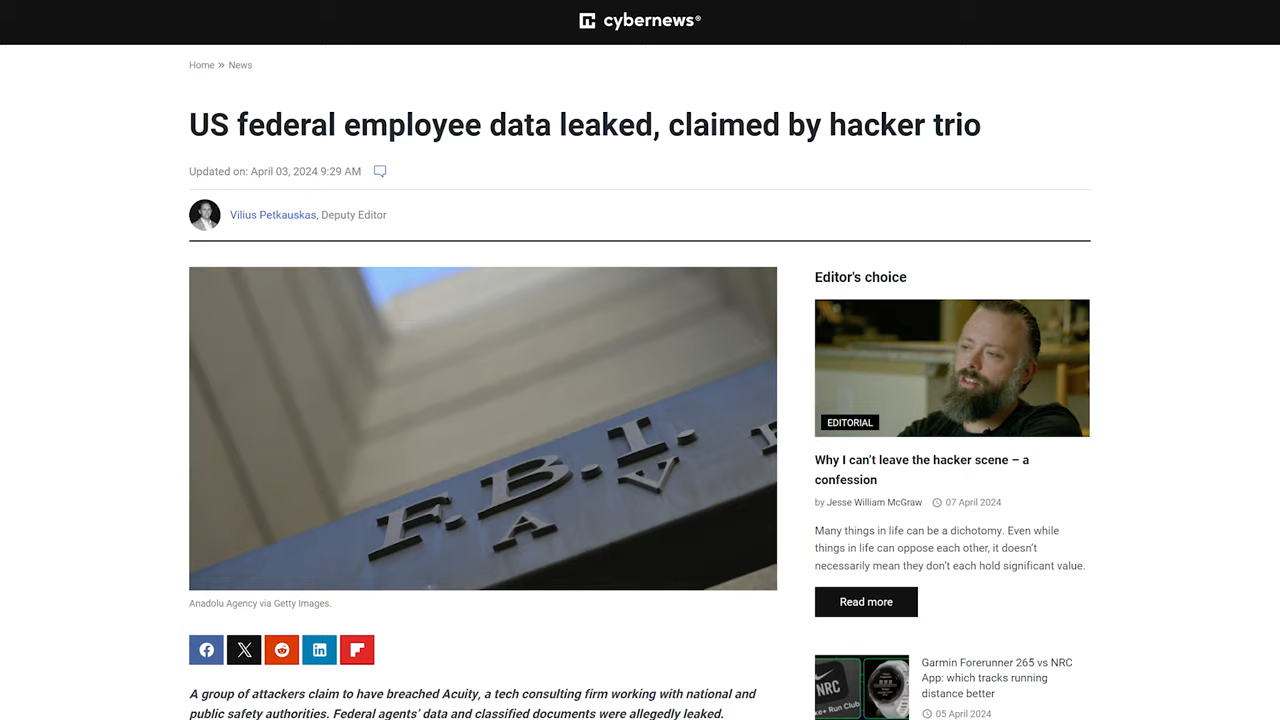 cybernews®
Home » News
US federal employee data leaked, claimed by hacker trio
Updated on: April 03, 2024 9:29 AM
Vilius Petkauskas, Deputy Editor
F.B.I.
A V
Anadolu Agency via Getty Images.
A group of attackers claim to have breached Acuity, a tech consulting firm working with national and
public safety authorities. Federal agents’ data and classified documents were allegedly leaked.
Editor's choice
EDITORIAL
Why I can’t leave the hacker scene – a
confession
by Jesse William McGraw 07 April 2024
Many things in life can be a dichotomy. Even while
things in life can oppose each other, it doesn’t
necessarily mean they don’t each hold significant value.
Read more
NRC
ke+ Run Club
Garmin Forerunner 265 vs NRC
App: which tracks running
distance better
05 April 2024